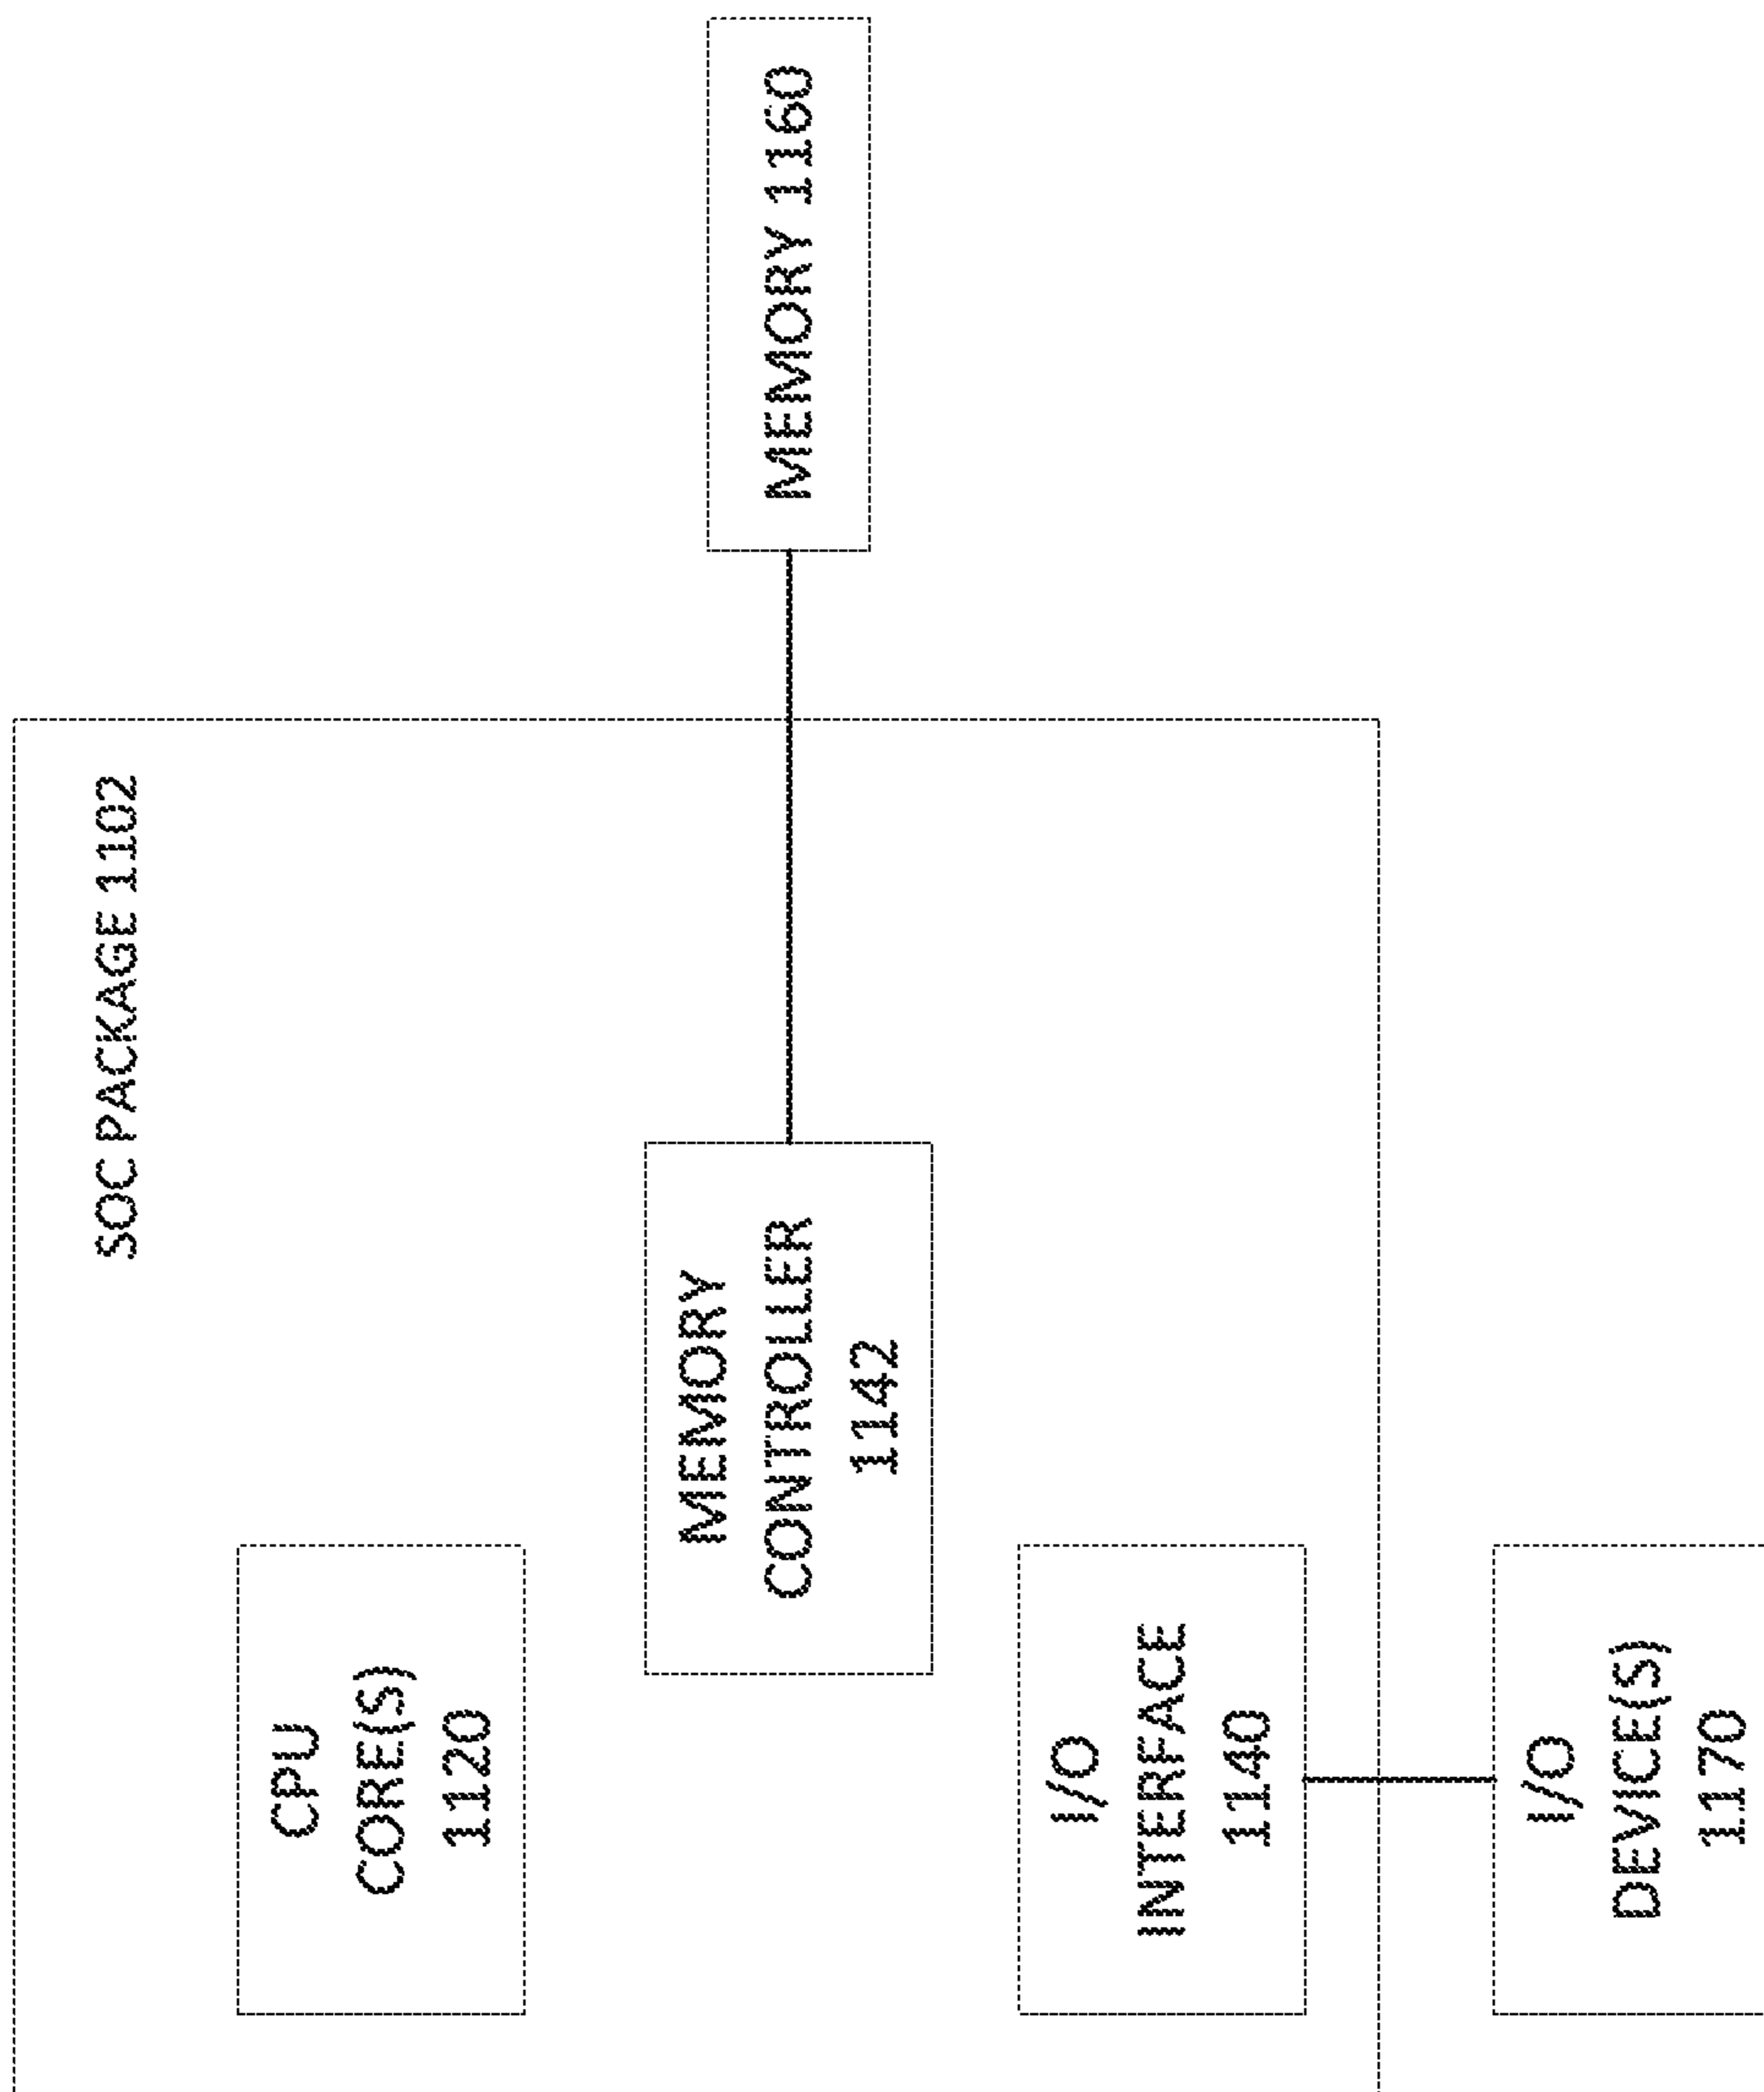 SOC PACKAGE 1102
CPU
CORE(S)
1120
MEMORY
CONTROLLER
1142
MEMORY 1160
I/O
INTERFACE
1140
I/O
DEVICE(S)
1170